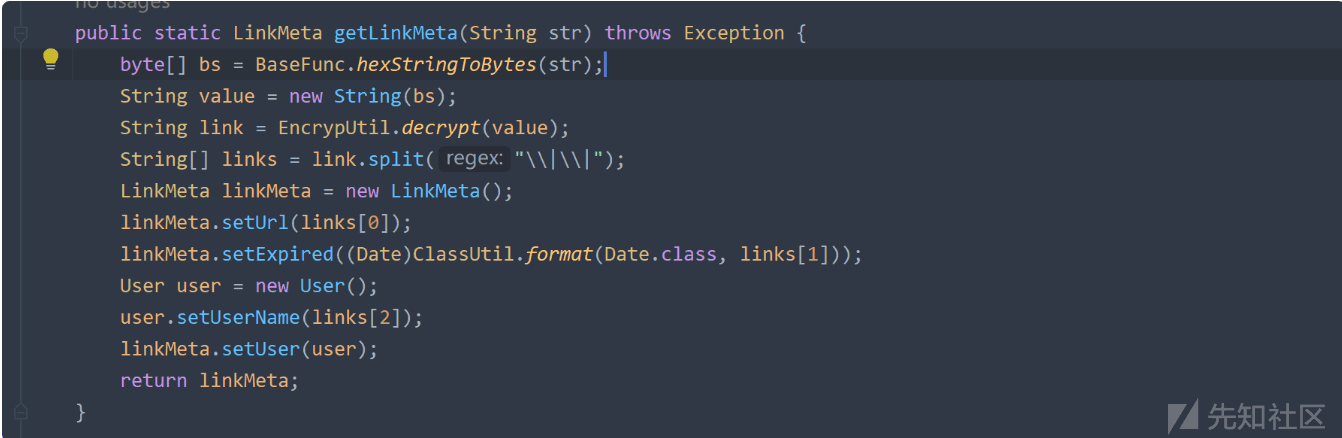 no usages
public static LinkMeta getLinkMeta(String str) throws Exception {
byte[] bs = BaseFunc.hexStringToBytes(str);
String value = new String(bs);
String link = EncrypUtil.decrypt(value);
String[] links = link.split( regex: "\\|\\|");
LinkMeta linkMeta = new LinkMeta();
linkMeta.setUrl(links[0]);
linkMeta.setExpired((Date)ClassUtil.format(Date.class, links[1]));
User user = new User();
user.setUserName(links[2]);
linkMeta.setUser(user);
return linkMeta;
}
先知社区